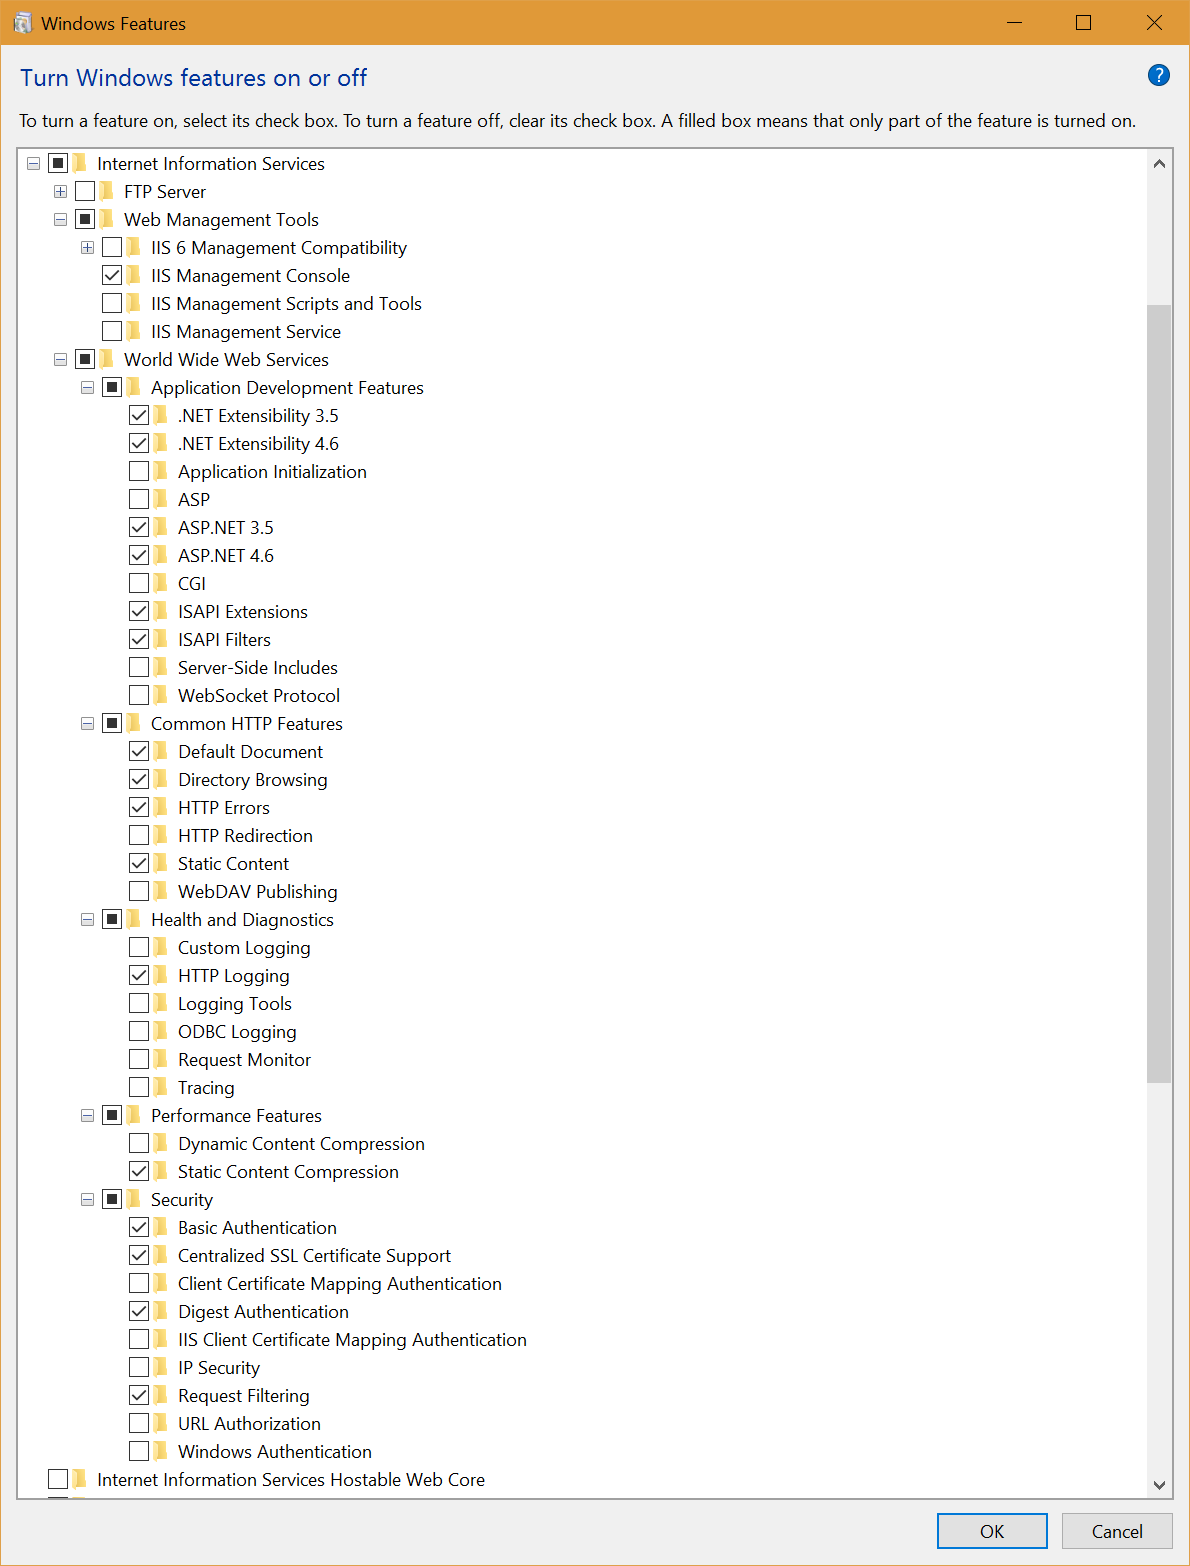 Windows Features
Turn Windows features on or off
?
To turn a feature on, select its check box. To turn a feature off, clear its check box. A filled box means that only part of the feature is turned on.
Internet Information Services
FTP Server
Web Management Tools
IIS 6 Management Compatibility
IIS Management Console
IIS Management Scripts and Tools
IIS Management Service
World Wide Web Services
Application Development Features
.NET Extensibility 3.5
.NET Extensibility 4.6
Application Initialization
ASP
ASP.NET 3.5
ASP.NET 4.6
CGI
ISAPI Extensions
ISAPI Filters
Server-Side Includes
WebSocket Protocol
Common HTTP Features
Default Document
Directory Browsing
HTTP Errors
HTTP Redirection
Static Content
WebDAV Publishing
Health and Diagnostics
Custom Logging
HTTP Logging
Logging Tools
ODBC Logging
Request Monitor
Tracing
Performance Features
Dynamic Content Compression
Static Content Compression
Security
Basic Authentication
Centralized SSL Certificate Support
Client Certificate Mapping Authentication
Digest Authentication
IIS Client Certificate Mapping Authentication
IP Security
Request Filtering
URL Authorization
Windows Authentication
Internet Information Services Hostable Web Core
OK Cancel